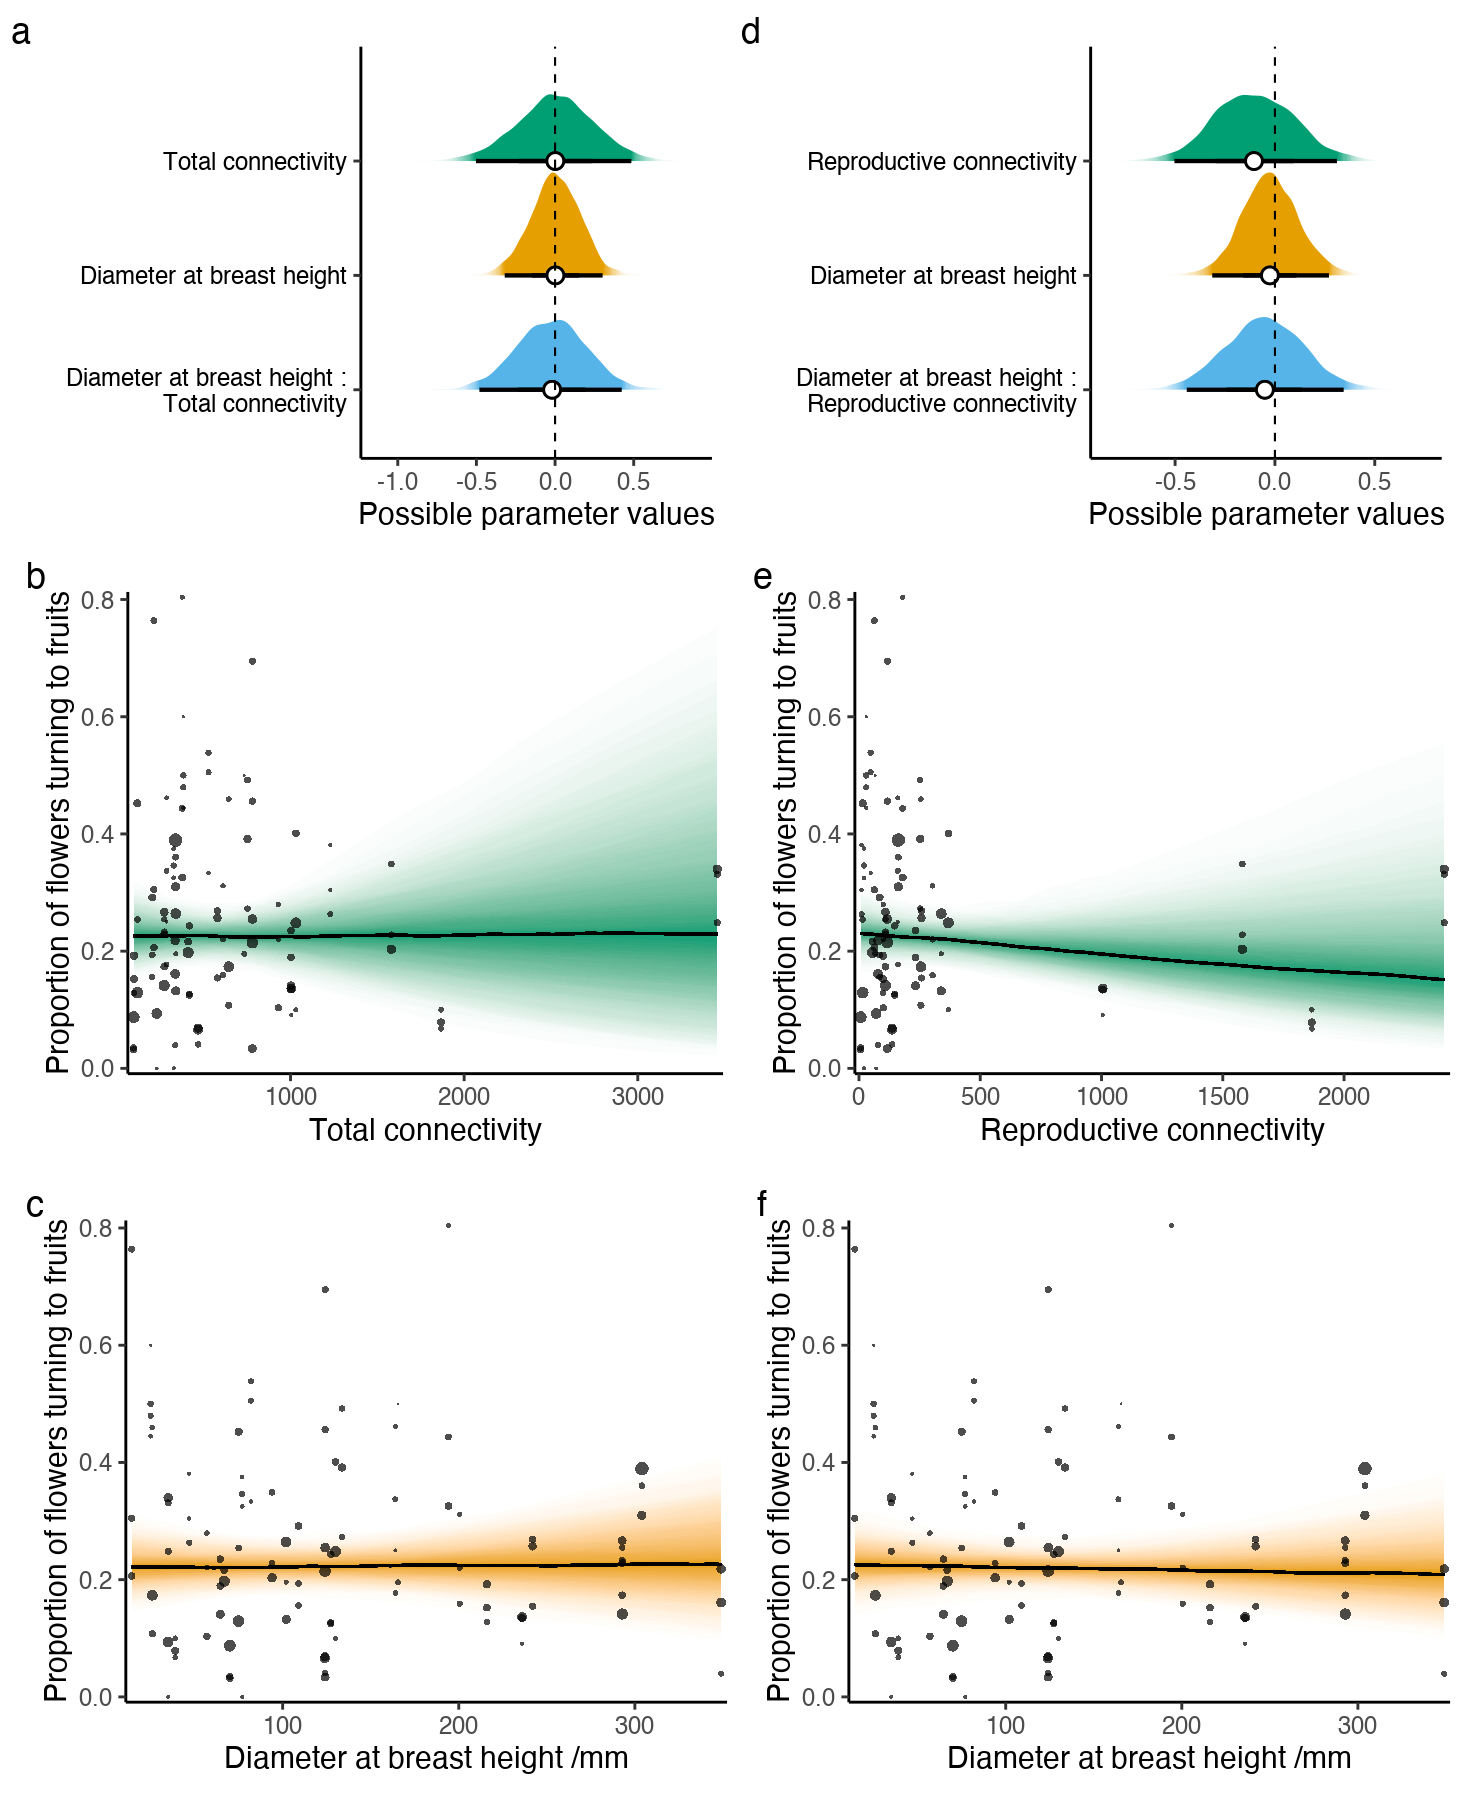 a
Total connectivity
Diameter at breast height
Diameter at breast height :
Total connectivity
-1.0 -0.5 0.0 0.5
Possible parameter values
d
Reproductive connectivity
Diameter at breast height
Diameter at breast height :
Reproductive connectivity
-0.5 0.0 0.5
Possible parameter values
b
Proportion of flowers turning to fruits
0.8
0.6
0.4
0.2
0.0
1000 2000 3000
Total connectivity
e
Proportion of flowers turning to fruits
0.8
0.6
0.4
0.2
0.0
0 500 1000 1500 2000
Reproductive connectivity
c
Proportion of flowers turning to fruits
0.8
0.6
0.4
0.2
0.0
100 200 300
Diameter at breast height /mm
f
Proportion of flowers turning to fruits
0.8
0.6
0.4
0.2
0.0
100 200 300
Diameter at breast height /mm